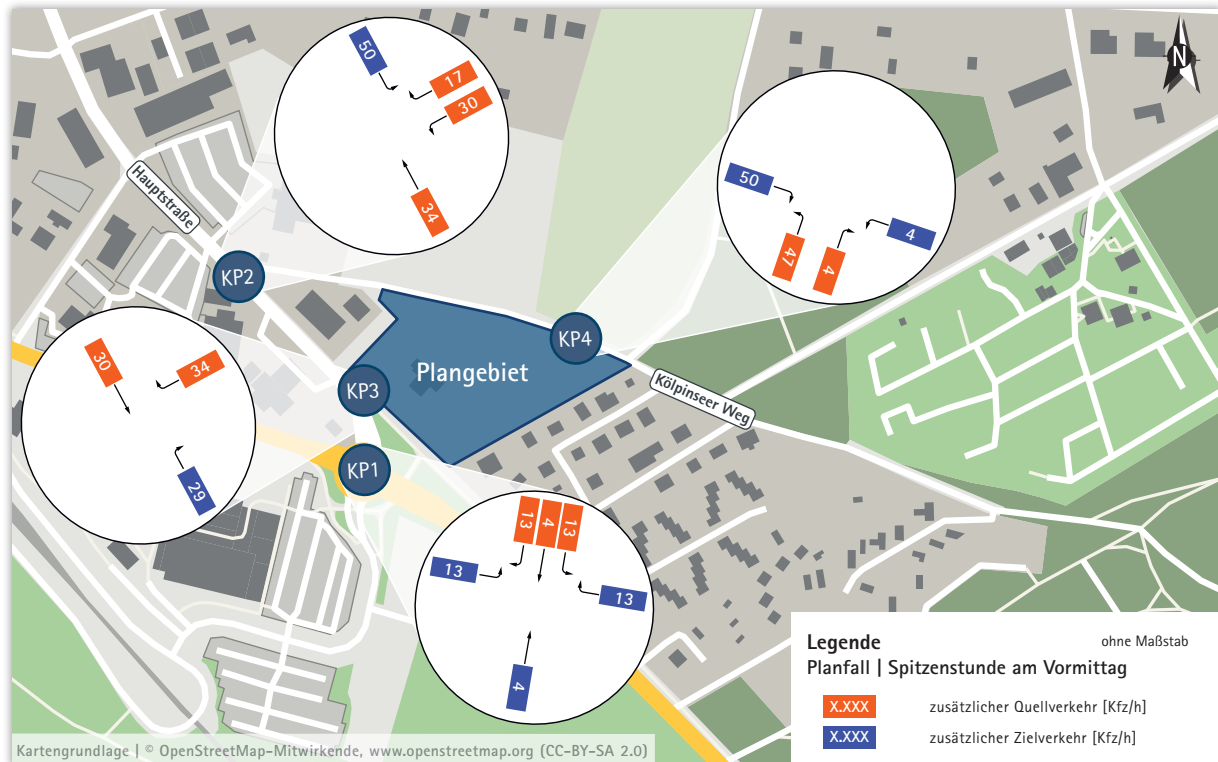 N
50
17
30
34
Hauptstraße
KP2
50
4
47
4
KP4
Plangebiet
Kölpinseer Weg
KP3
30
34
29
KP1
13
4
13
13
13
4
Legende
ohne Maßstab
Planfall | Spitzenstunde am Vormittag
X.XXX zusätzlicher Quellverkehr [Kfz/h]
X.XXX zusätzlicher Zielverkehr [Kfz/h]
Kartengrundlage | © OpenStreetMap-Mitwirkende, www.openstreetmap.org (CC-BY-SA 2.0)